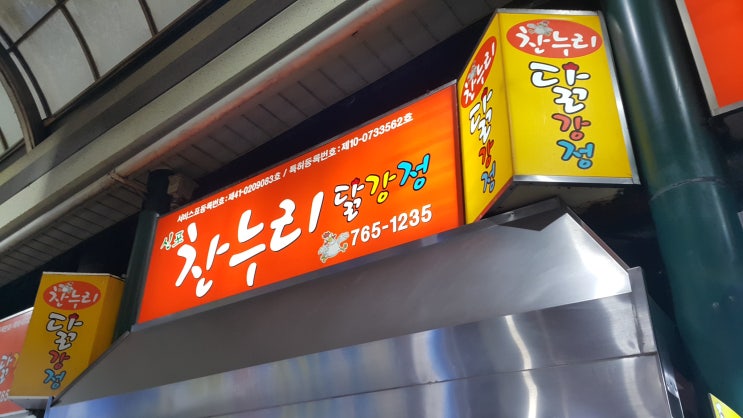 서비스표등록번호:제41-0209063호 / 특허등록번호:제10-0733562호
신포 찬누리 닭강정
765-1235
찬누리
닭강정
찬누리
닭강정
찬누리
닭강정